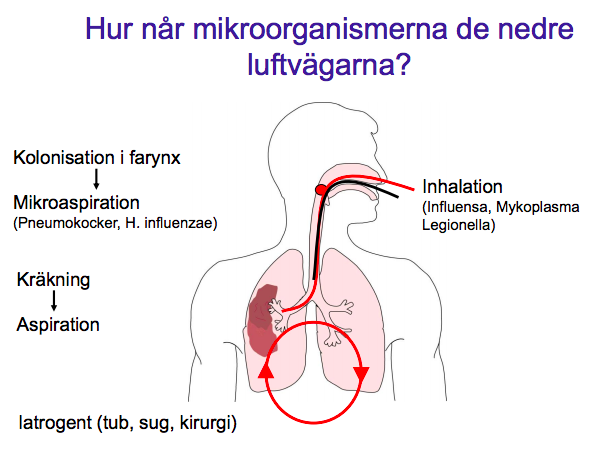 Hur når mikroorganismerna de nedre
luftvägarna?
Kolonisation i farynx
Mikroaspiration
(Pneumokocker, H. influenzae)
Kräkning
Aspiration
Iatrogent (tub, sug, kirurgi)
Inhalation
(Influensa, Mykoplasma
Legionella)